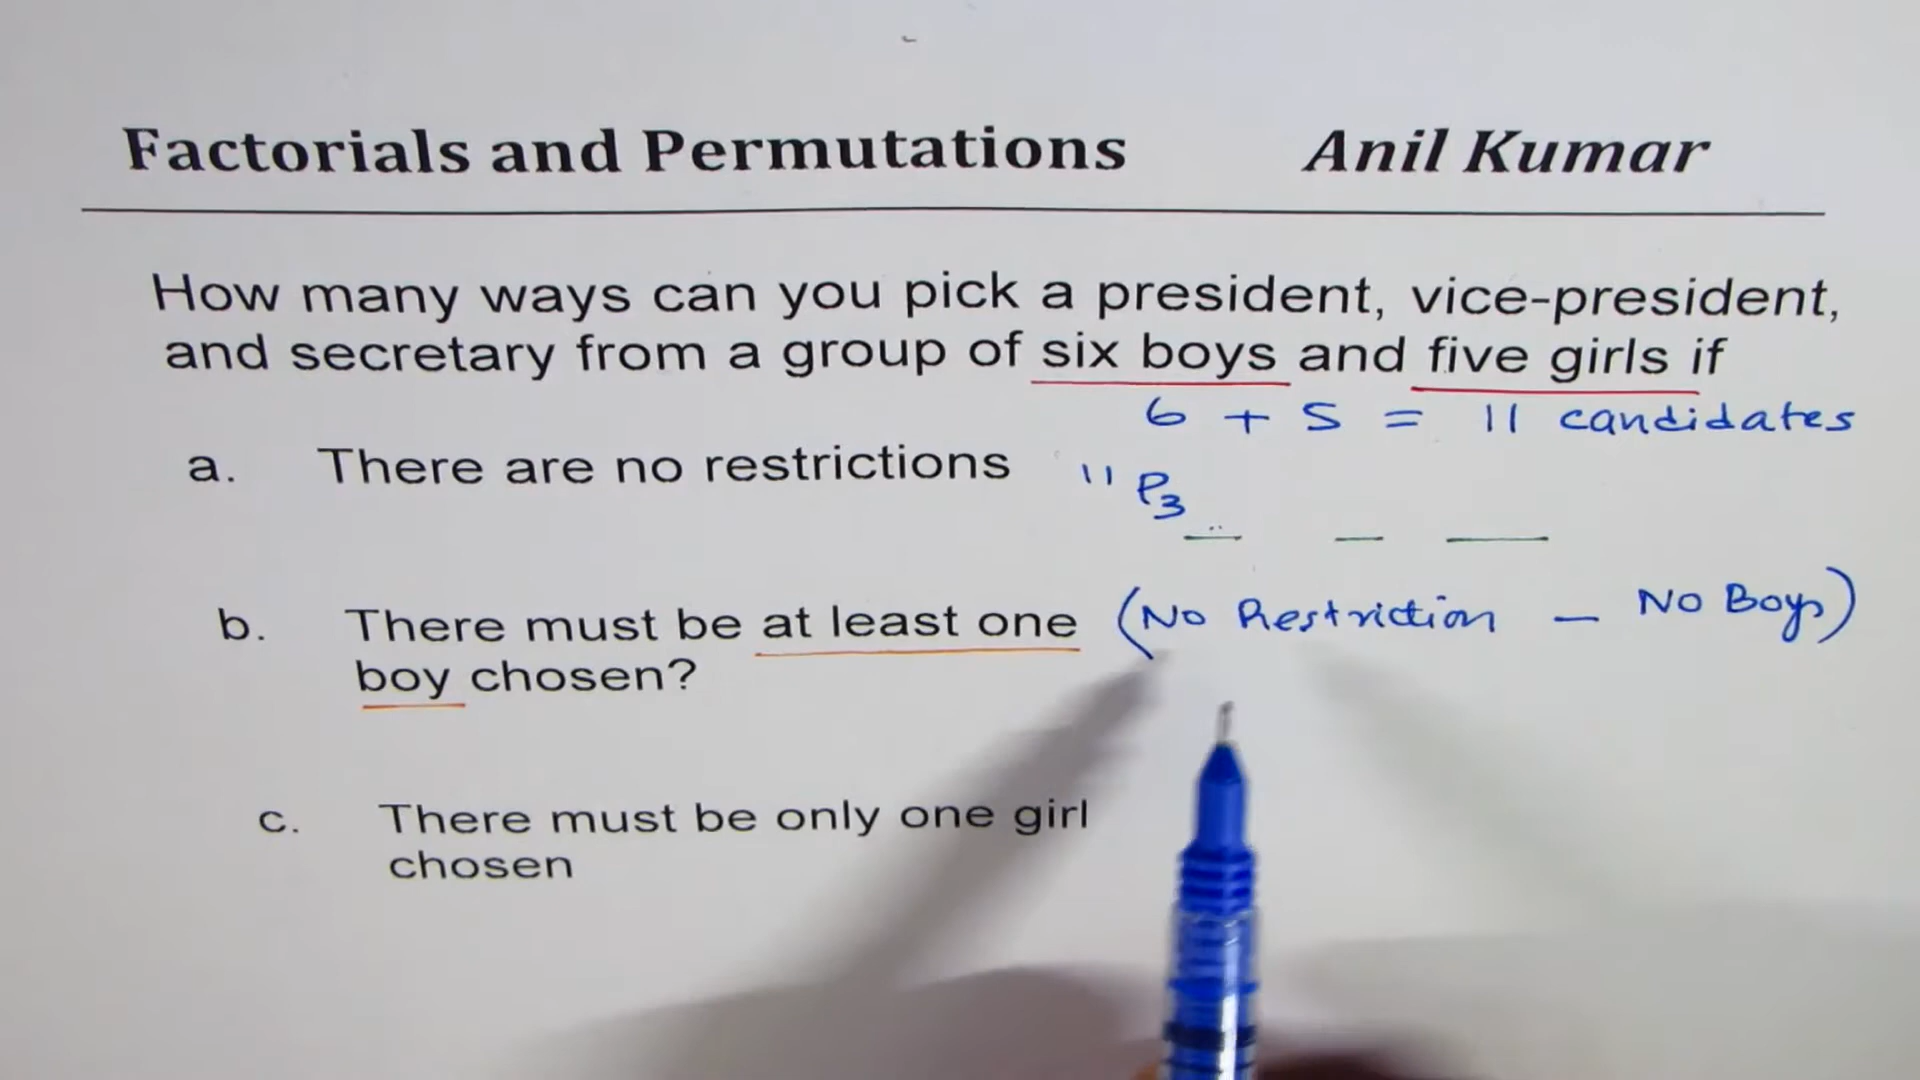 Factorials and Permutations Anil Kumar
How many ways can you pick a president, vice-president,
and secretary from a group of six boys and five girls if
6 + 5 = 11 candidates
a. There are no restrictions ¹¹P₃
b. There must be at least one (No Restriction – No Boys)
boy chosen?
c. There must be only one girl
chosen